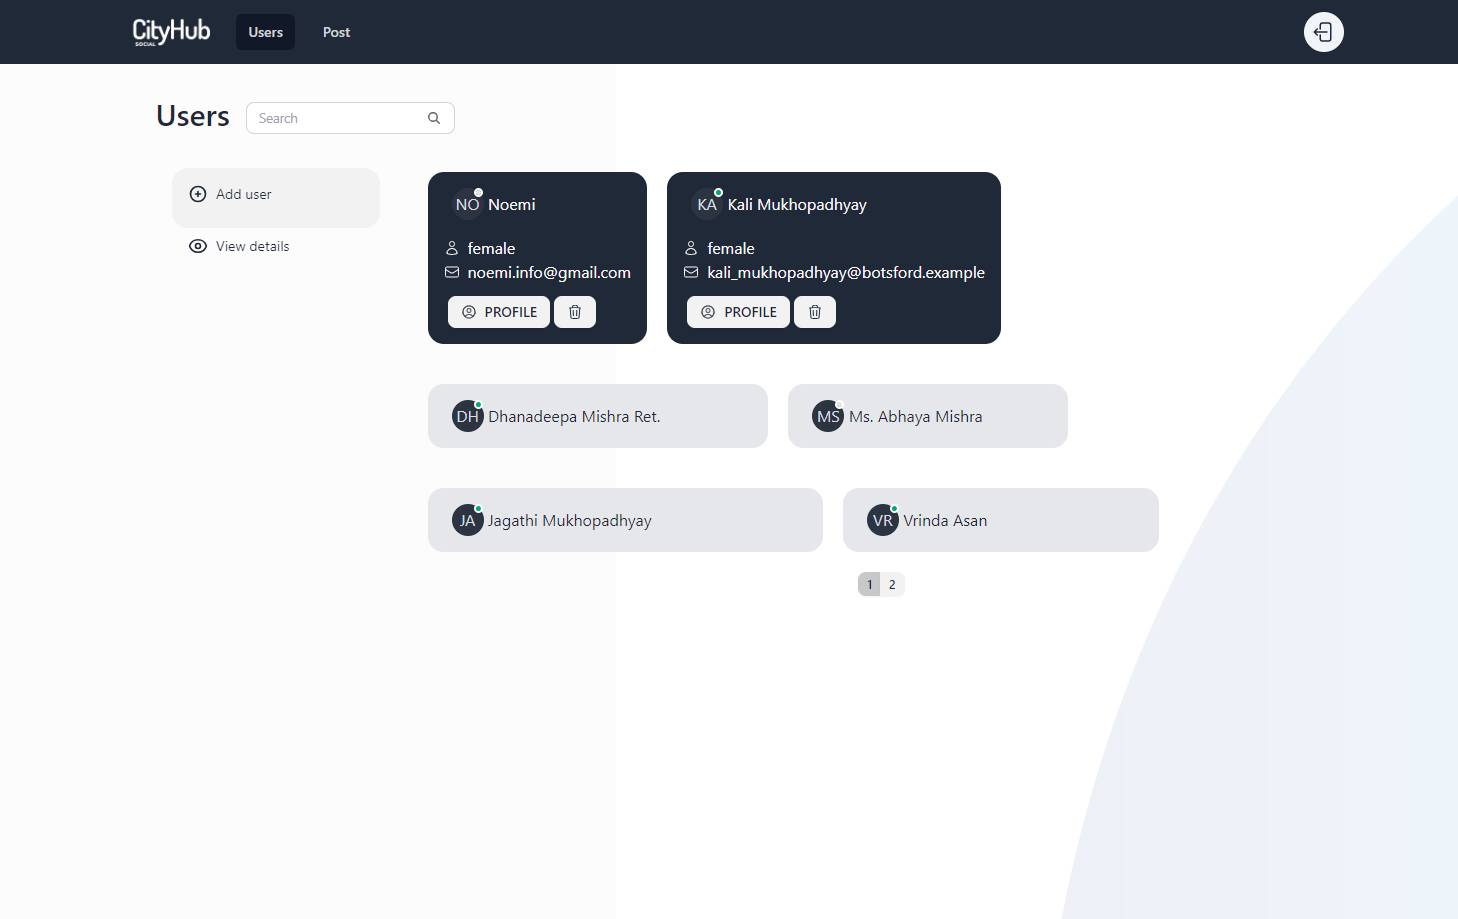 CityHub
SOCIAL
Users
Post
Users
Search
Add user
View details
NO Noemi
female
noemi.info@gmail.com
PROFILE
KA Kali Mukhopadhyay
female
kali_mukhopadhyay@botsford.example
PROFILE
DH Dhanadeepa Mishra Ret.
MS Ms. Abhaya Mishra
JA Jagathi Mukhopadhyay
VR Vrinda Asan
1 2